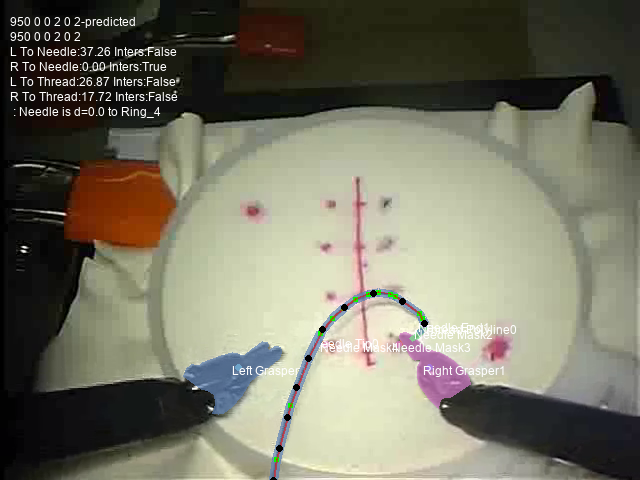 950 0 0 2 0 2-predicted
950 0 0 2 0 2
L To Needle:37.26 Inters:False
R To Needle:0.00 Inters:True
L To Thread:26.87 Inters:False
R To Thread:17.72 Inters:False
: Needle is d=0.0 to Ring_4
Needle Mask2
Needle Mask3
Left Grasper
Right Grasper1